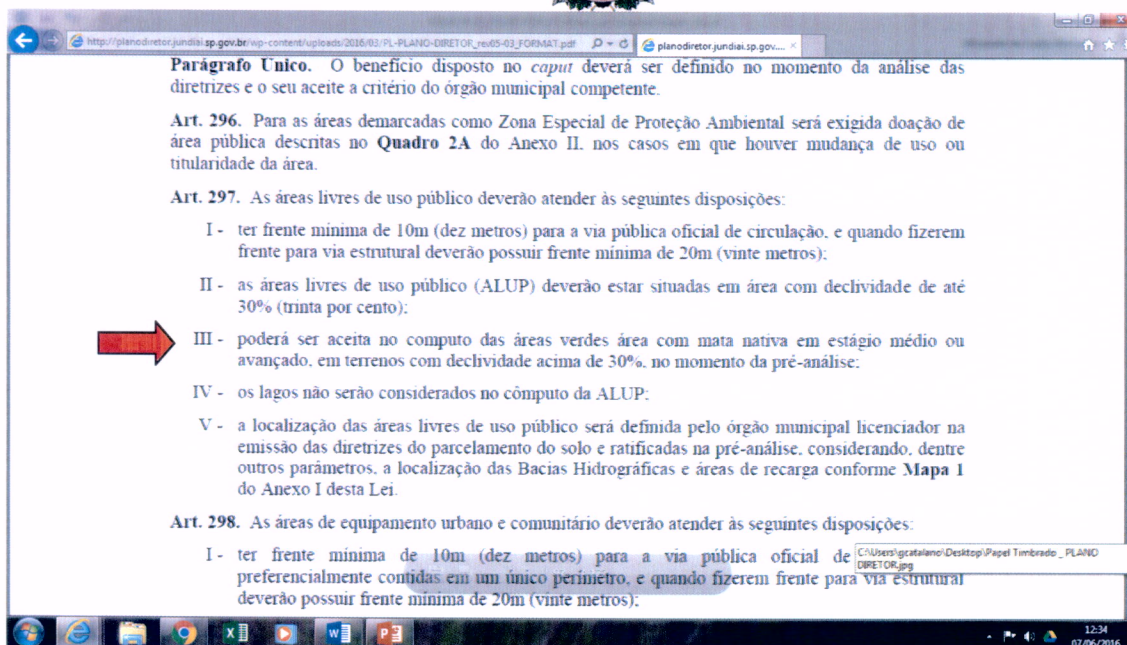 http://planodiretor.jundiai.sp.gov.br/wp-content/uploads/2016/03/PL-PLANO-DIRETOR_rev05-03_FORMAT.pdf
planodiretor.jundiai.sp.gov....
Parágrafo Único. O benefício disposto no caput deverá ser definido no momento da análise das
diretrizes e o seu aceite a critério do órgão municipal competente.
Art. 296. Para as áreas demarcadas como Zona Especial de Proteção Ambiental será exigida doação de
área pública descritas no Quadro 2A do Anexo II, nos casos em que houver mudança de uso ou
titularidade da área.
Art. 297. As áreas livres de uso público deverão atender às seguintes disposições:
I - ter frente mínima de 10m (dez metros) para a via pública oficial de circulação, e quando fizerem
frente para via estrutural deverão possuir frente mínima de 20m (vinte metros);
II - as áreas livres de uso público (ALUP) deverão estar situadas em área com declividade de até
30% (trinta por cento);
III - poderá ser aceita no computo das áreas verdes área com mata nativa em estágio médio ou
avançado, em terrenos com declividade acima de 30%, no momento da pré-análise;
IV - os lagos não serão considerados no cômputo da ALUP;
V - a localização das áreas livres de uso público será definida pelo órgão municipal licenciador na
emissão das diretrizes do parcelamento do solo e ratificadas na pré-análise, considerando, dentre
outros parâmetros, a localização das Bacias Hidrográficas e áreas de recarga conforme Mapa 1
do Anexo I desta Lei.
Art. 298. As áreas de equipamento urbano e comunitário deverão atender às seguintes disposições:
I - ter frente mínima de 10m (dez metros) para a via pública oficial de
preferencialmente contidas em um único perímetro, e quando fizerem frente para via estrutural
deverão possuir frente mínima de 20m (vinte metros);
C:\Users\gcatalano\Desktop\Papel Timbrado _ PLANO
DIRETOR.jpg
12:34
07/06/2016